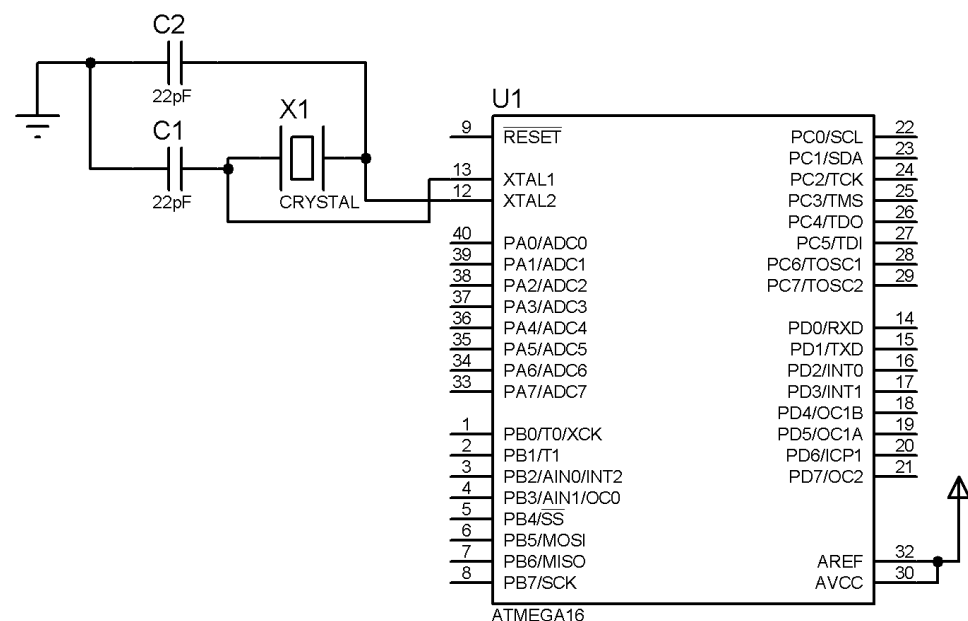 C2
22pF
C1
22pF
X1
CRYSTAL
U1
9 RESET
13 XTAL1
12 XTAL2
40 PA0/ADC0
39 PA1/ADC1
38 PA2/ADC2
37 PA3/ADC3
36 PA4/ADC4
35 PA5/ADC5
34 PA6/ADC6
33 PA7/ADC7
1 PB0/T0/XCK
2 PB1/T1
3 PB2/AIN0/INT2
4 PB3/AIN1/OC0
5 PB4/SS
6 PB5/MOSI
7 PB6/MISO
8 PB7/SCK
PC0/SCL 22
PC1/SDA 23
PC2/TCK 24
PC3/TMS 25
PC4/TDO 26
PC5/TDI 27
PC6/TOSC1 28
PC7/TOSC2 29
PD0/RXD 14
PD1/TXD 15
PD2/INT0 16
PD3/INT1 17
PD4/OC1B 18
PD5/OC1A 19
PD6/ICP1 20
PD7/OC2 21
AREF 32
AVCC 30
ATMEGA16